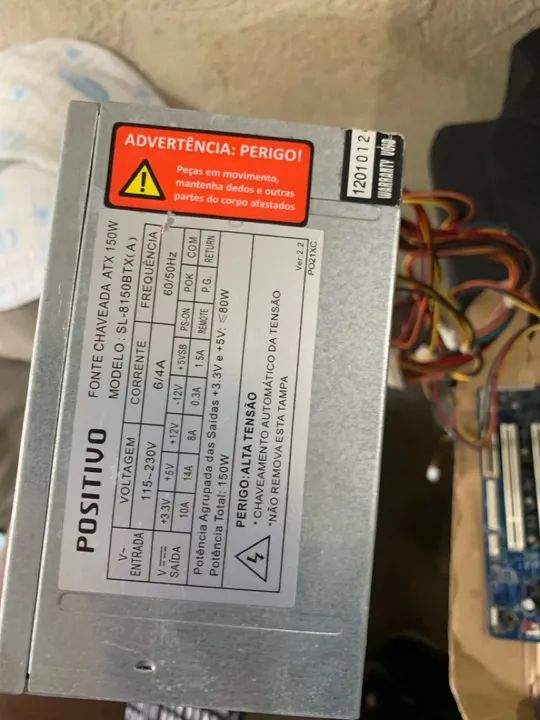 ADVERTÊNCIA: PERIGO!
Peças em movimento,
mantenha dedos e outras
partes do corpo afastados
1201012
WARRANTY VOID
POSITIVO
FONTE CHAVEADA ATX 150W
MODELO: SL-8150BTX(A)
V~ ENTRADA VOLTAGEM CORRENTE FREQUÊNCIA
115~230V 6/4A 60/50Hz
V⎓ SAÍDA +3.3V +5V +12V -12V +5VSB PS-ON POK COM
10A 14A 8A 0.3A 1.5A REMOTE P.G. RETURN
Potência Agrupada das Saídas +3.3V e +5V: ≤80W
Potência Total: 150W
PERIGO:ALTA TENSÃO
* CHAVEAMENTO AUTOMÁTICO DA TENSÃO
*NÃO REMOVA ESTA TAMPA
Ver:2.2
PO21XC